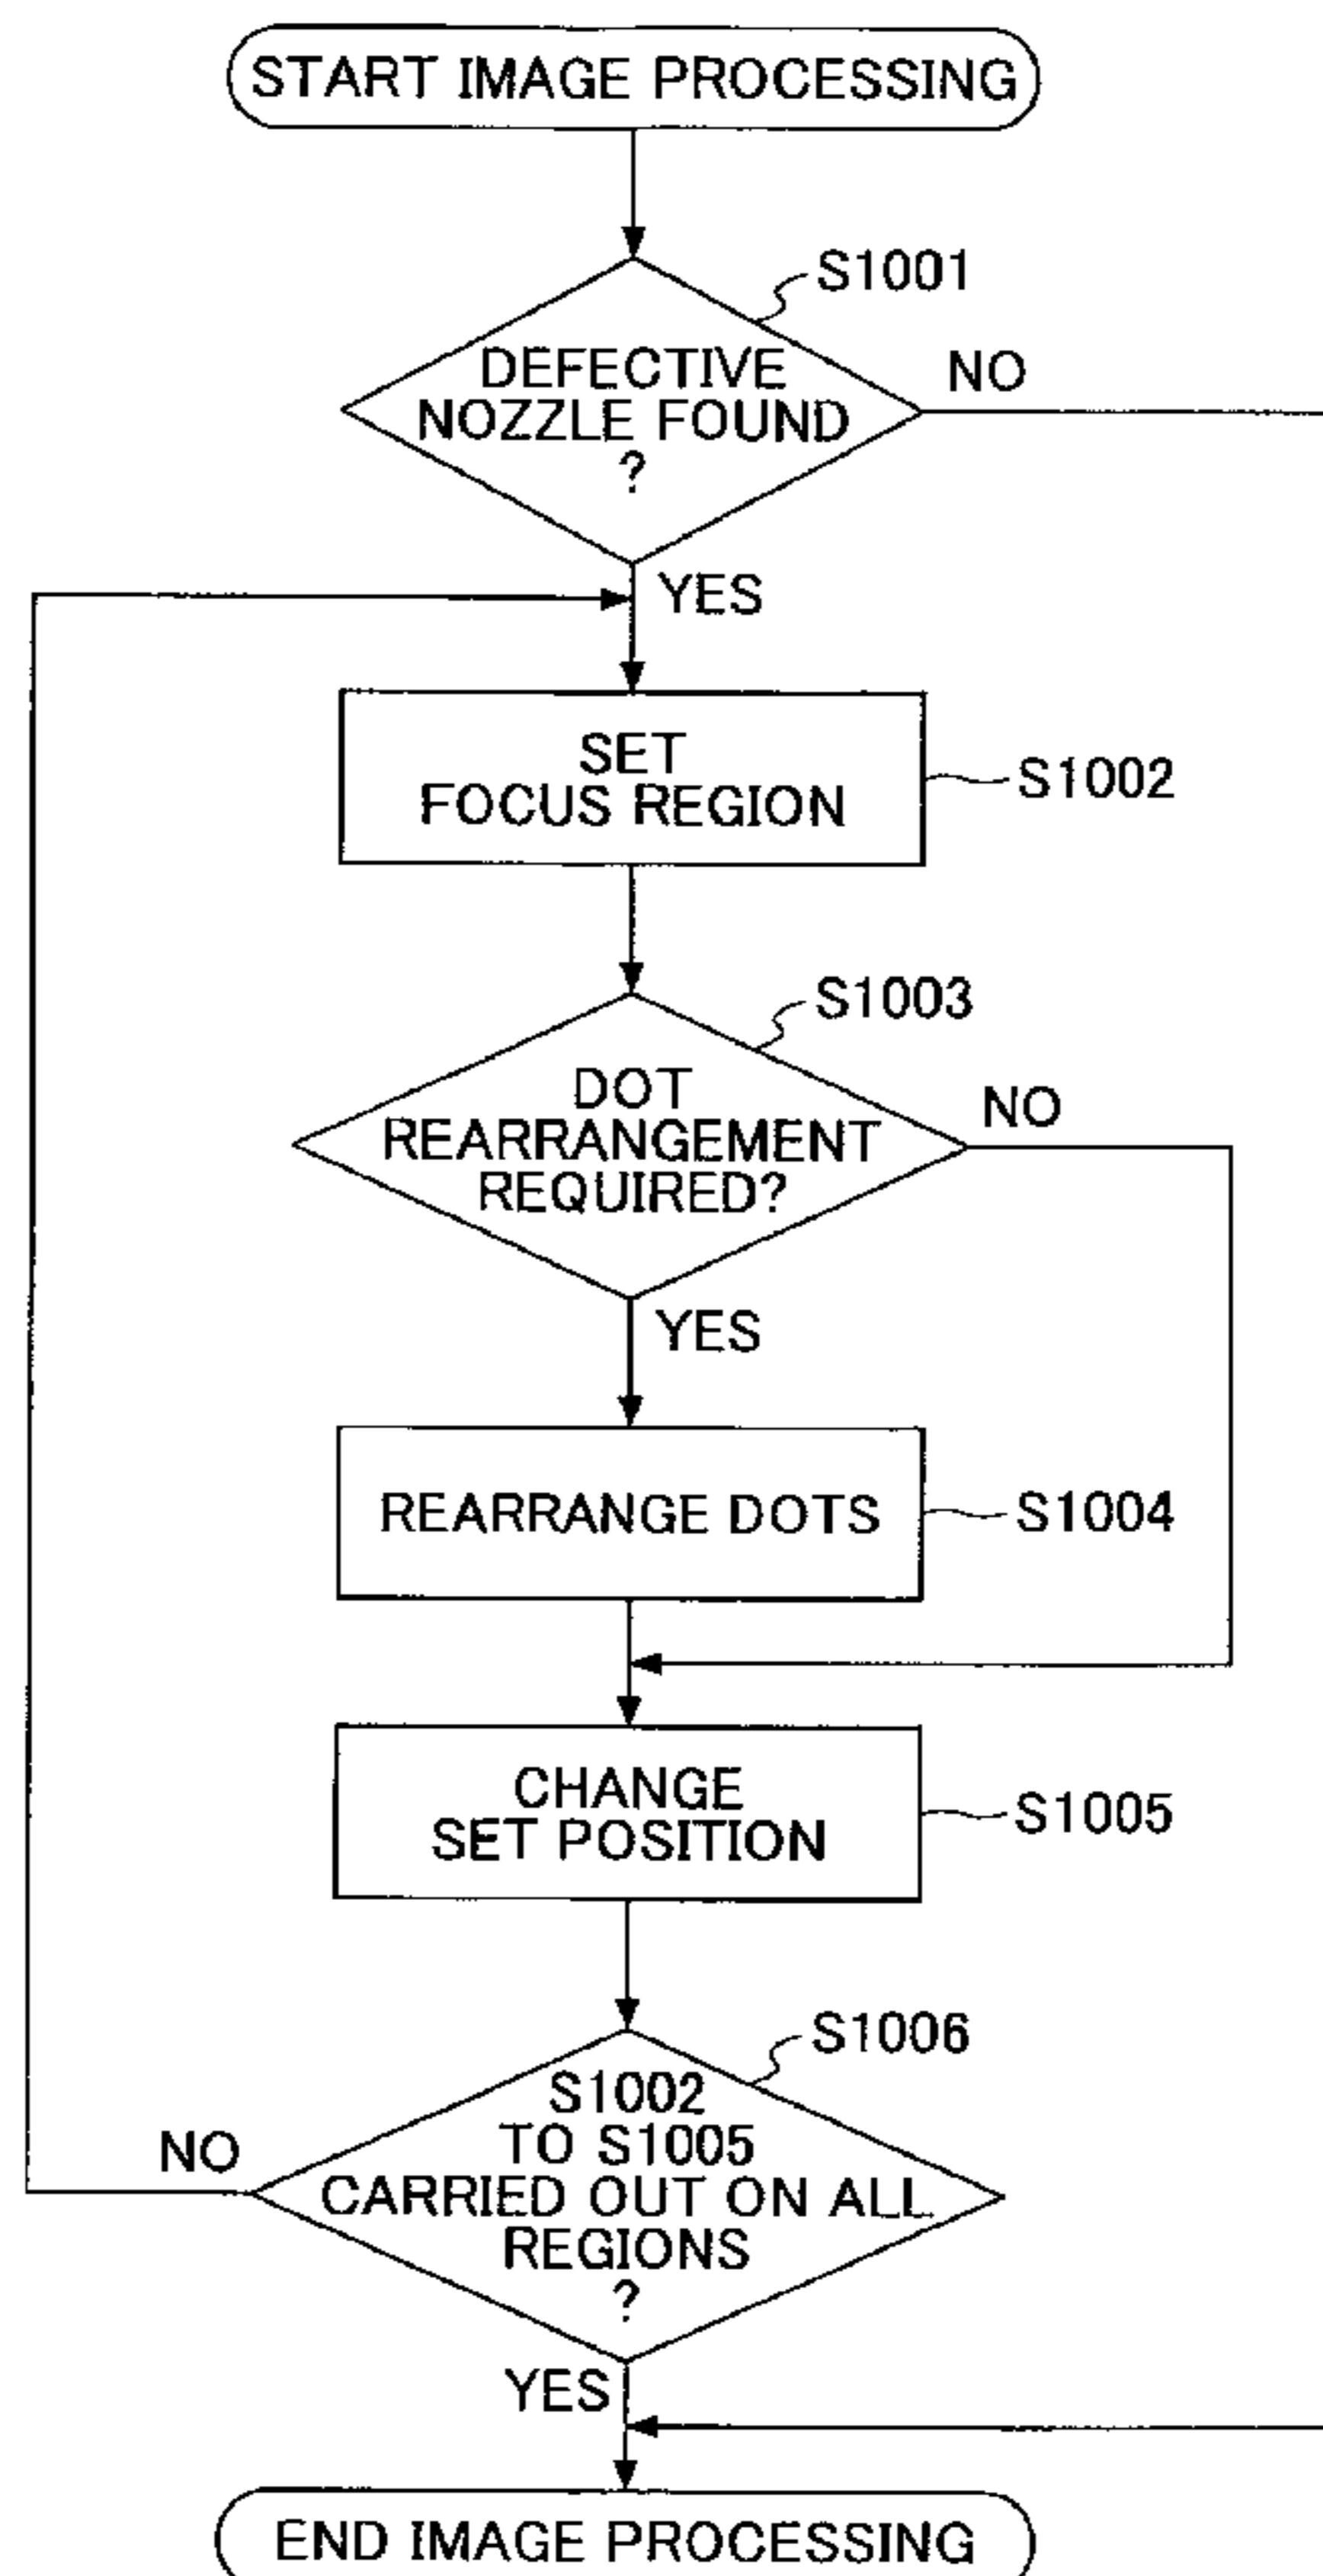 START IMAGE PROCESSING
S1001
DEFECTIVE
NOZZLE FOUND
?
NO
YES
SET
FOCUS REGION
S1002
S1003
DOT
REARRANGEMENT
REQUIRED?
NO
YES
REARRANGE DOTS
S1004
CHANGE
SET POSITION
S1005
S1006
S1002
TO S1005
CARRIED OUT ON ALL
REGIONS
?
NO
YES
END IMAGE PROCESSING